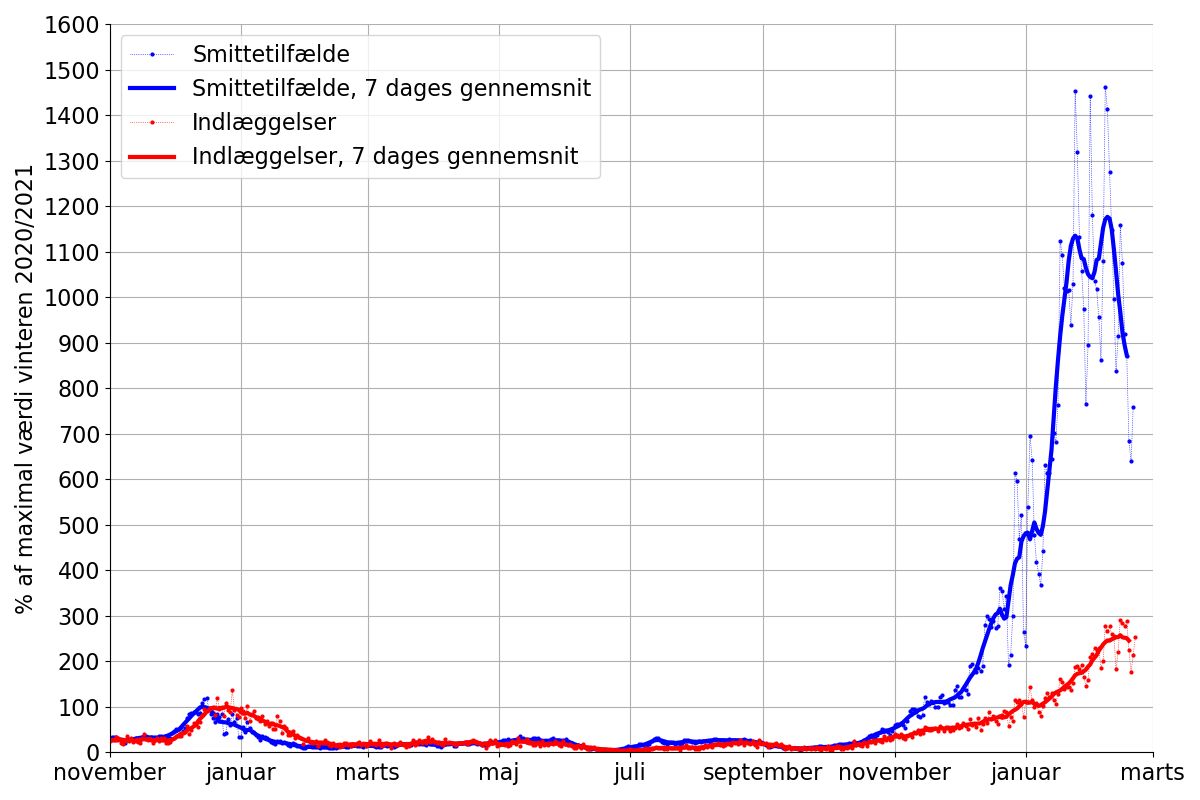 1600
1500
1400
1300
1200
1100
1000
900
800
700
600
500
400
300
200
100
0
% af maximal værdi vinteren 2020/2021
Smittetilfælde
Smittetilfælde, 7 dages gennemsnit
Indlæggelser
Indlæggelser, 7 dages gennemsnit
november januar marts maj juli september november januar marts